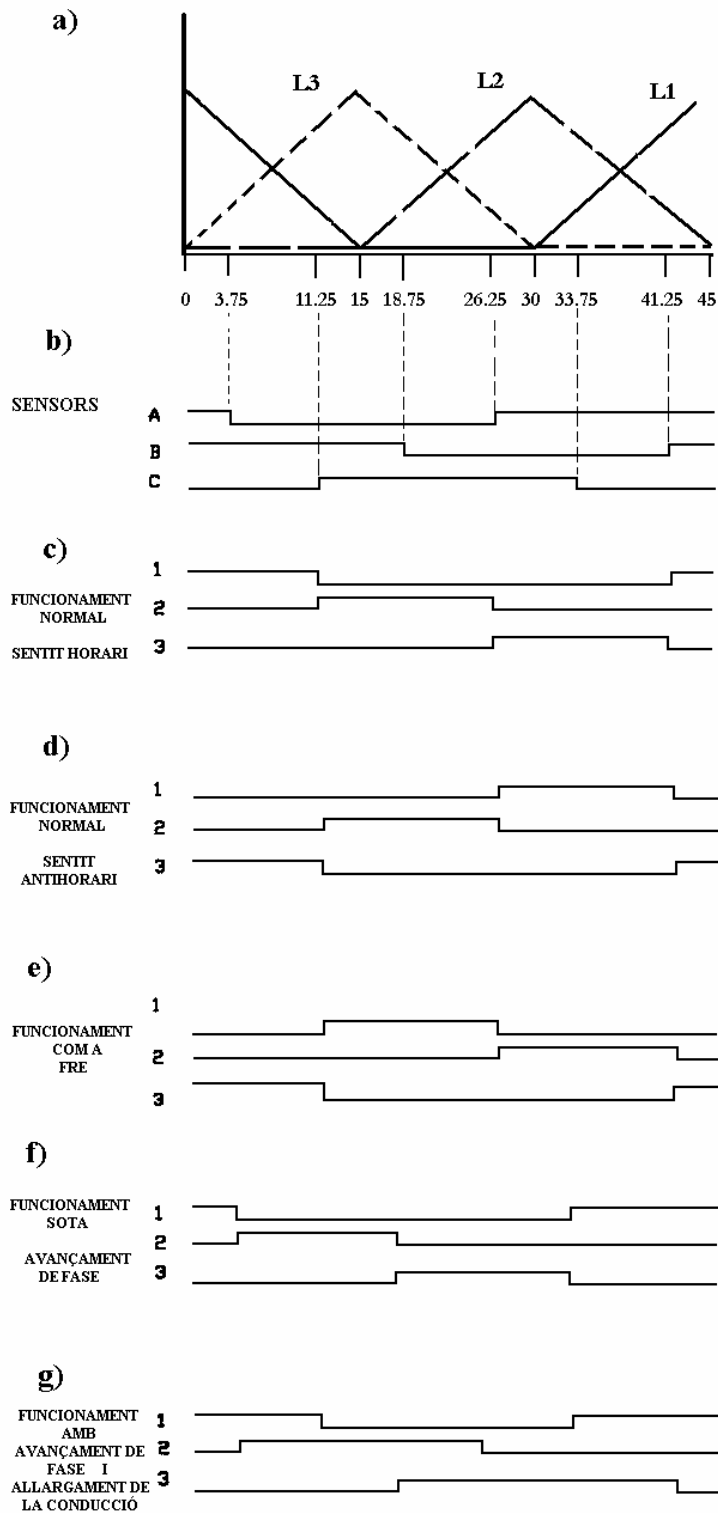 a)
L3
L2
L1
0 3.75 11.25 15 18.75 26.25 30 33.75 41.25 45
b)
SENSORS
A
B
C
c)
1
FUNCIONAMENT
NORMAL
2
SENTIT HORARI
3
d)
1
FUNCIONAMENT
NORMAL
2
SENTIT
ANTIHORARI
3
e)
1
FUNCIONAMENT
COM A
FRE
2
3
f)
FUNCIONAMENT
SOTA
1
2
AVANÇAMENT
DE FASE
3
g)
FUNCIONAMENT
AMB
AVANÇAMENT DE
FASE I
ALLARGAMENT DE
LA CONDUCCIÓ
1
2
3